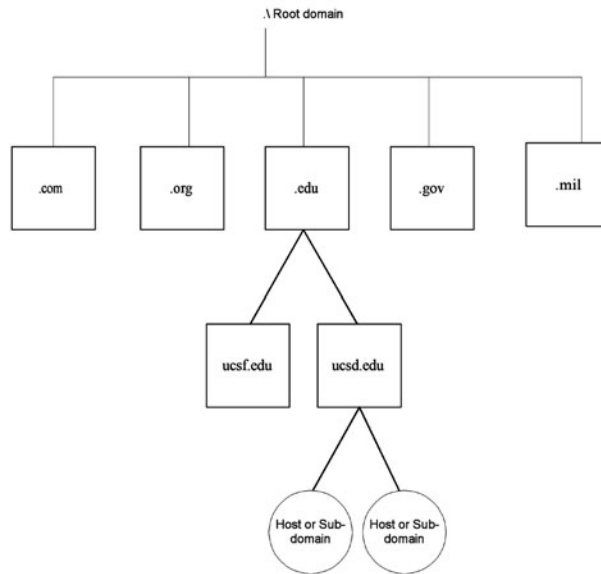 .\ Root domain
.com
.org
.edu
.gov
.mil
ucsf.edu
ucsd.edu
Host or Sub-
domain
Host or Sub-
domain